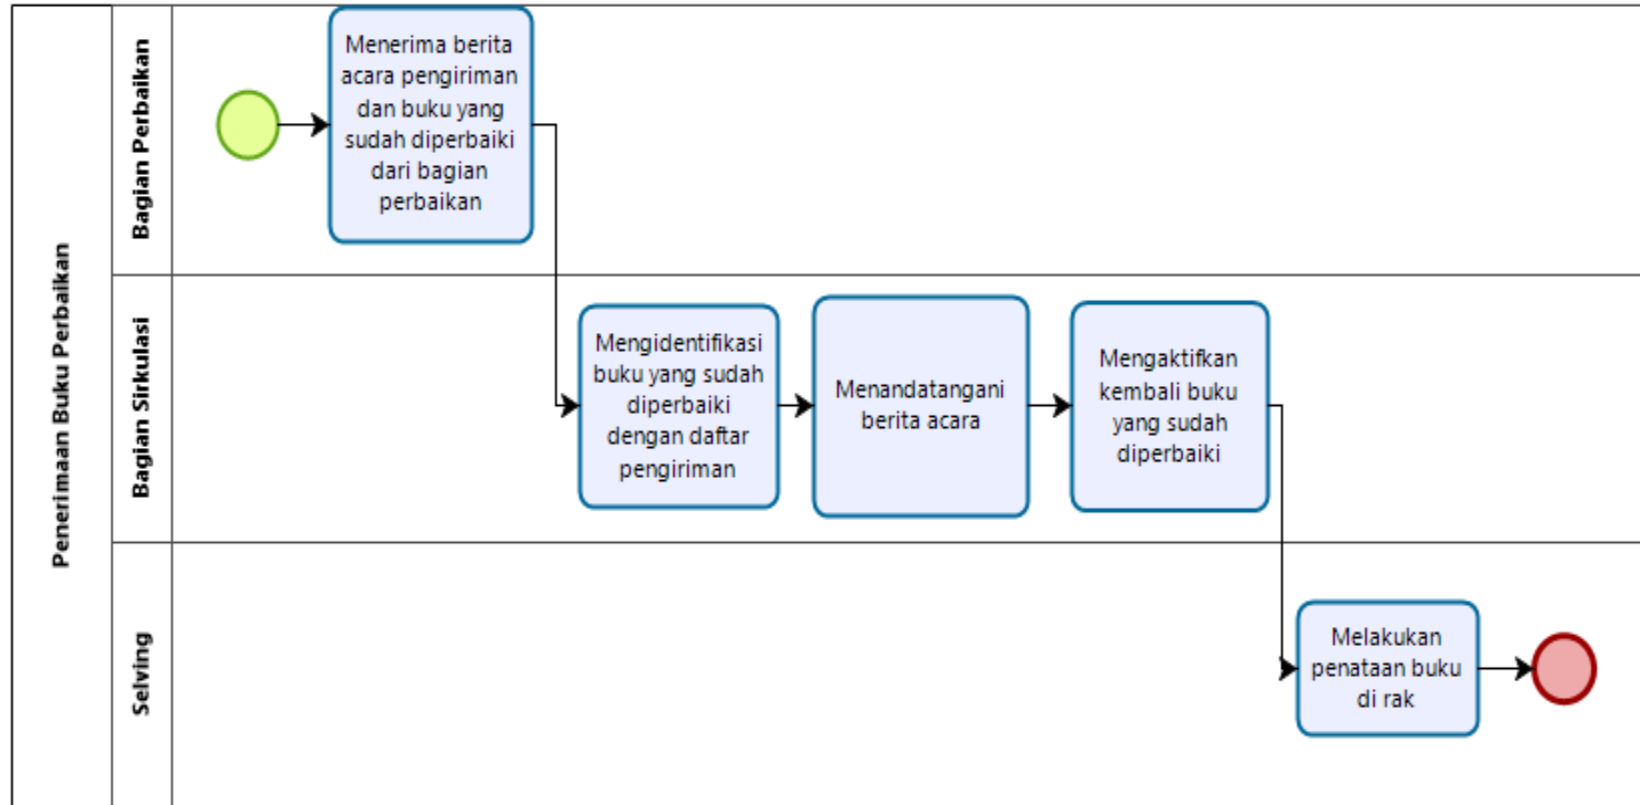 Penerimaan Buku Perbaikan
Bagian Perbaikan
Menerima berita
acara pengiriman
dan buku yang
sudah diperbaiki
dari bagian
perbaikan
Bagian Sirkulasi
Mengidentifikasi
buku yang sudah
diperbaiki
dengan daftar
pengiriman
Menandatangani
berita acara
Mengaktifkan
kembali buku
yang sudah
diperbaiki
Selving
Melakukan
penataan buku
di rak